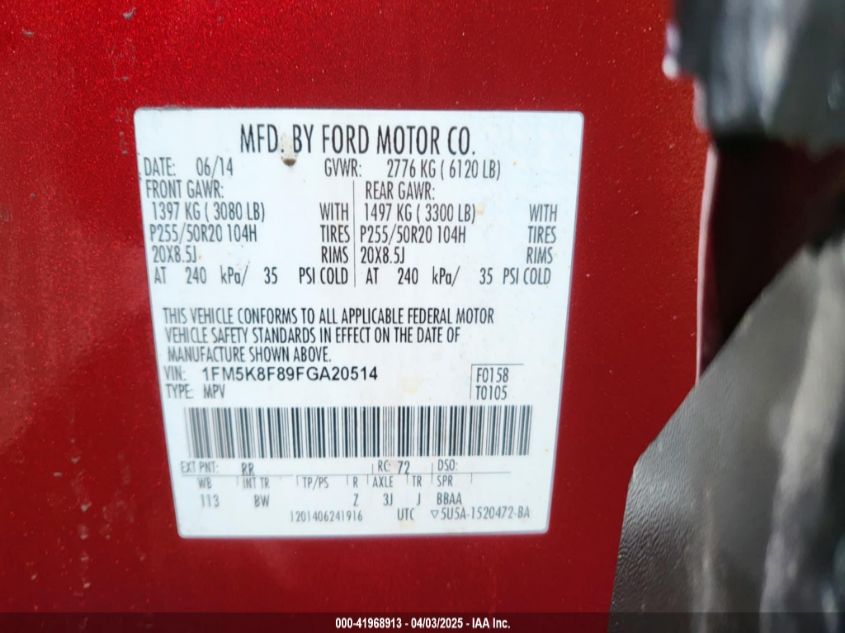 MFD. BY FORD MOTOR CO.
DATE: 06/14 GVWR: 2776 KG ( 6120 LB)
FRONT GAWR: REAR GAWR:
1397 KG ( 3080 LB) WITH 1497 KG ( 3300 LB) WITH
P255/50R20 104H TIRES P255/50R20 104H TIRES
20X8.5J RIMS 20X8.5J RIMS
AT 240 kPa/ 35 PSI COLD AT 240 kPa/ 35 PSI COLD
THIS VEHICLE CONFORMS TO ALL APPLICABLE FEDERAL MOTOR
VEHICLE SAFETY STANDARDS IN EFFECT ON THE DATE OF
MANUFACTURE SHOWN ABOVE.
VIN: 1FM5K8F89FGA20514 F0158
TYPE: MPV T0105
EXT PNT: RR RC: 72 DSO:
WB INT TR TP/PS R AXLE TR SPR
113 BW Z 3J J BBAA
1201406241916 UTC ▽5U5A-1520472-BA
000-41968913 - 04/03/2025 - IAA Inc.